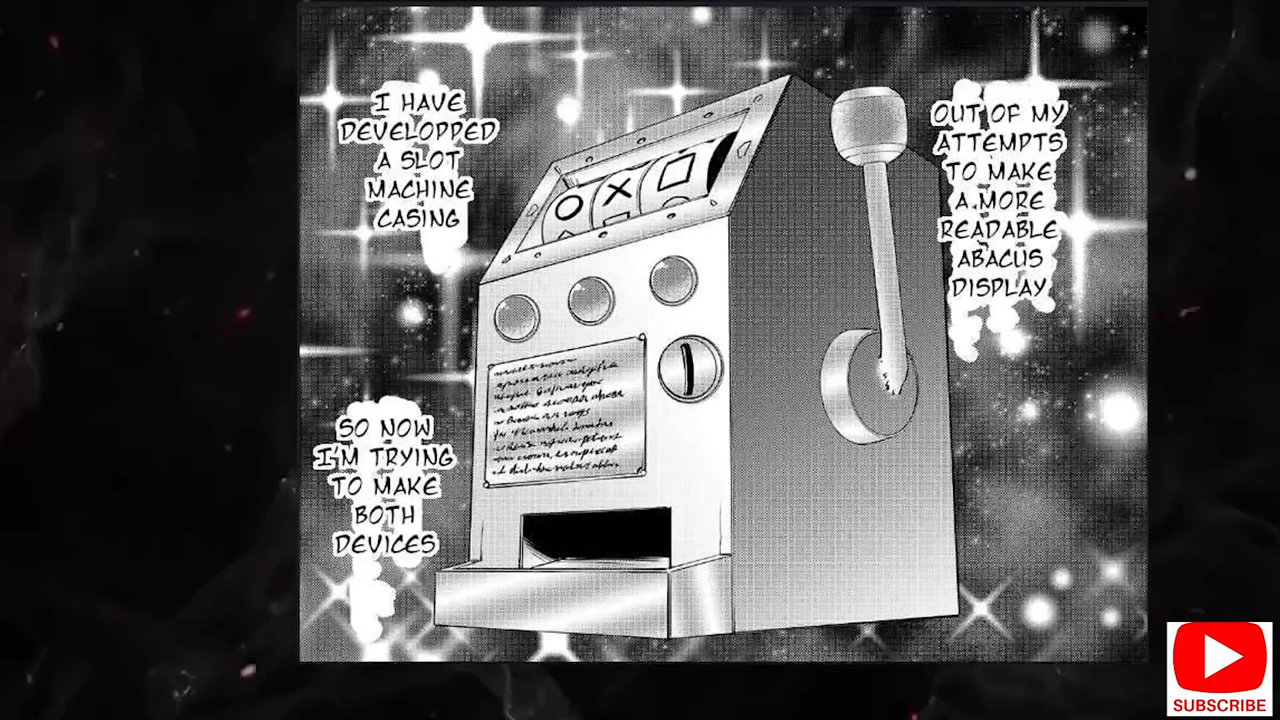 OUT OF MY
ATTEMPTS
TO MAKE
A MORE
READABLE
ABACUS
DISPLAY
I HAVE
DEVELOPPED
A SLOT
MACHINE
CASING
SO NOW
I'M TRYING
TO MAKE
BOTH
DEVICES
SUBSCRIBE